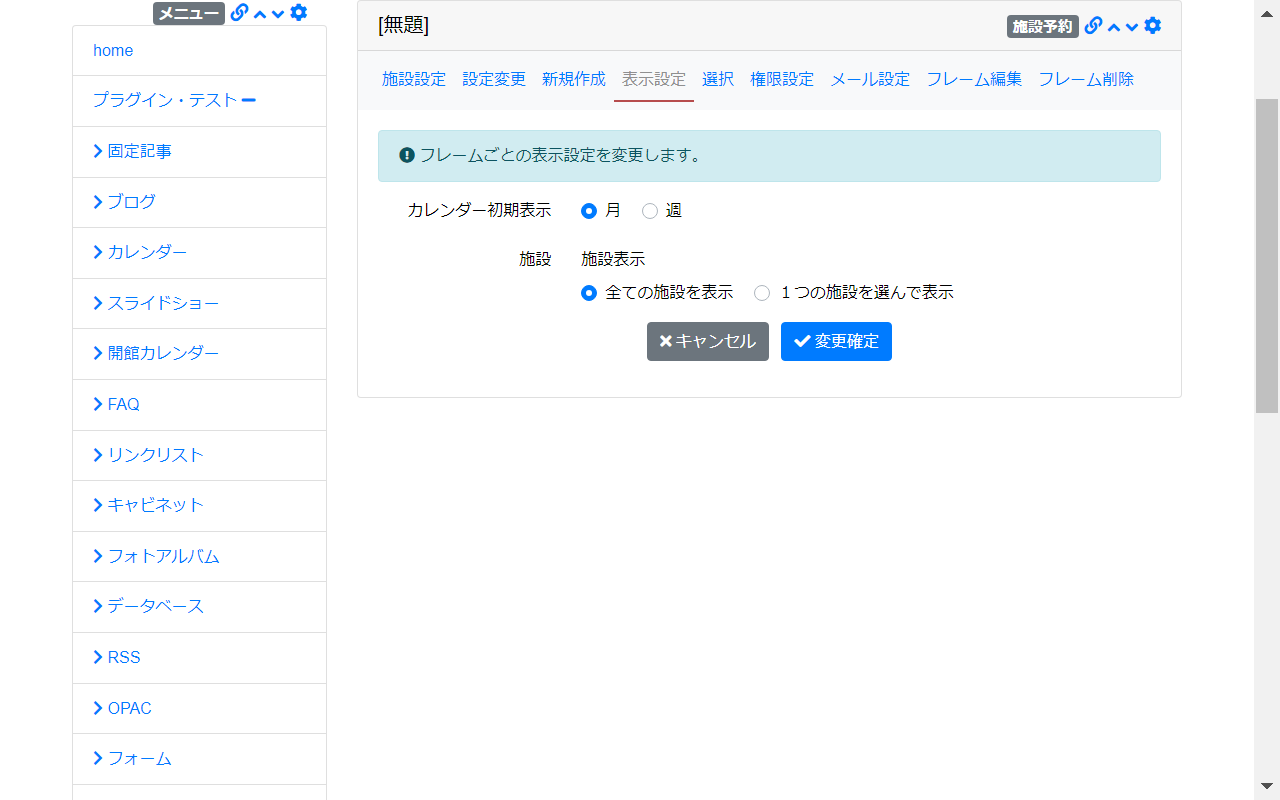 メニュー
home
プラグイン・テスト
固定記事
ブログ
カレンダー
スライドショー
開館カレンダー
FAQ
リンクリスト
キャビネット
フォトアルバム
データベース
RSS
OPAC
フォーム
[無題]
施設予約
施設設定 設定変更 新規作成 表示設定 選択 権限設定 メール設定 フレーム編集 フレーム削除
フレームごとの表示設定を変更します。
カレンダー初期表示 月 週
施設 施設表示
全ての施設を表示 １つの施設を選んで表示
キャンセル 変更確定